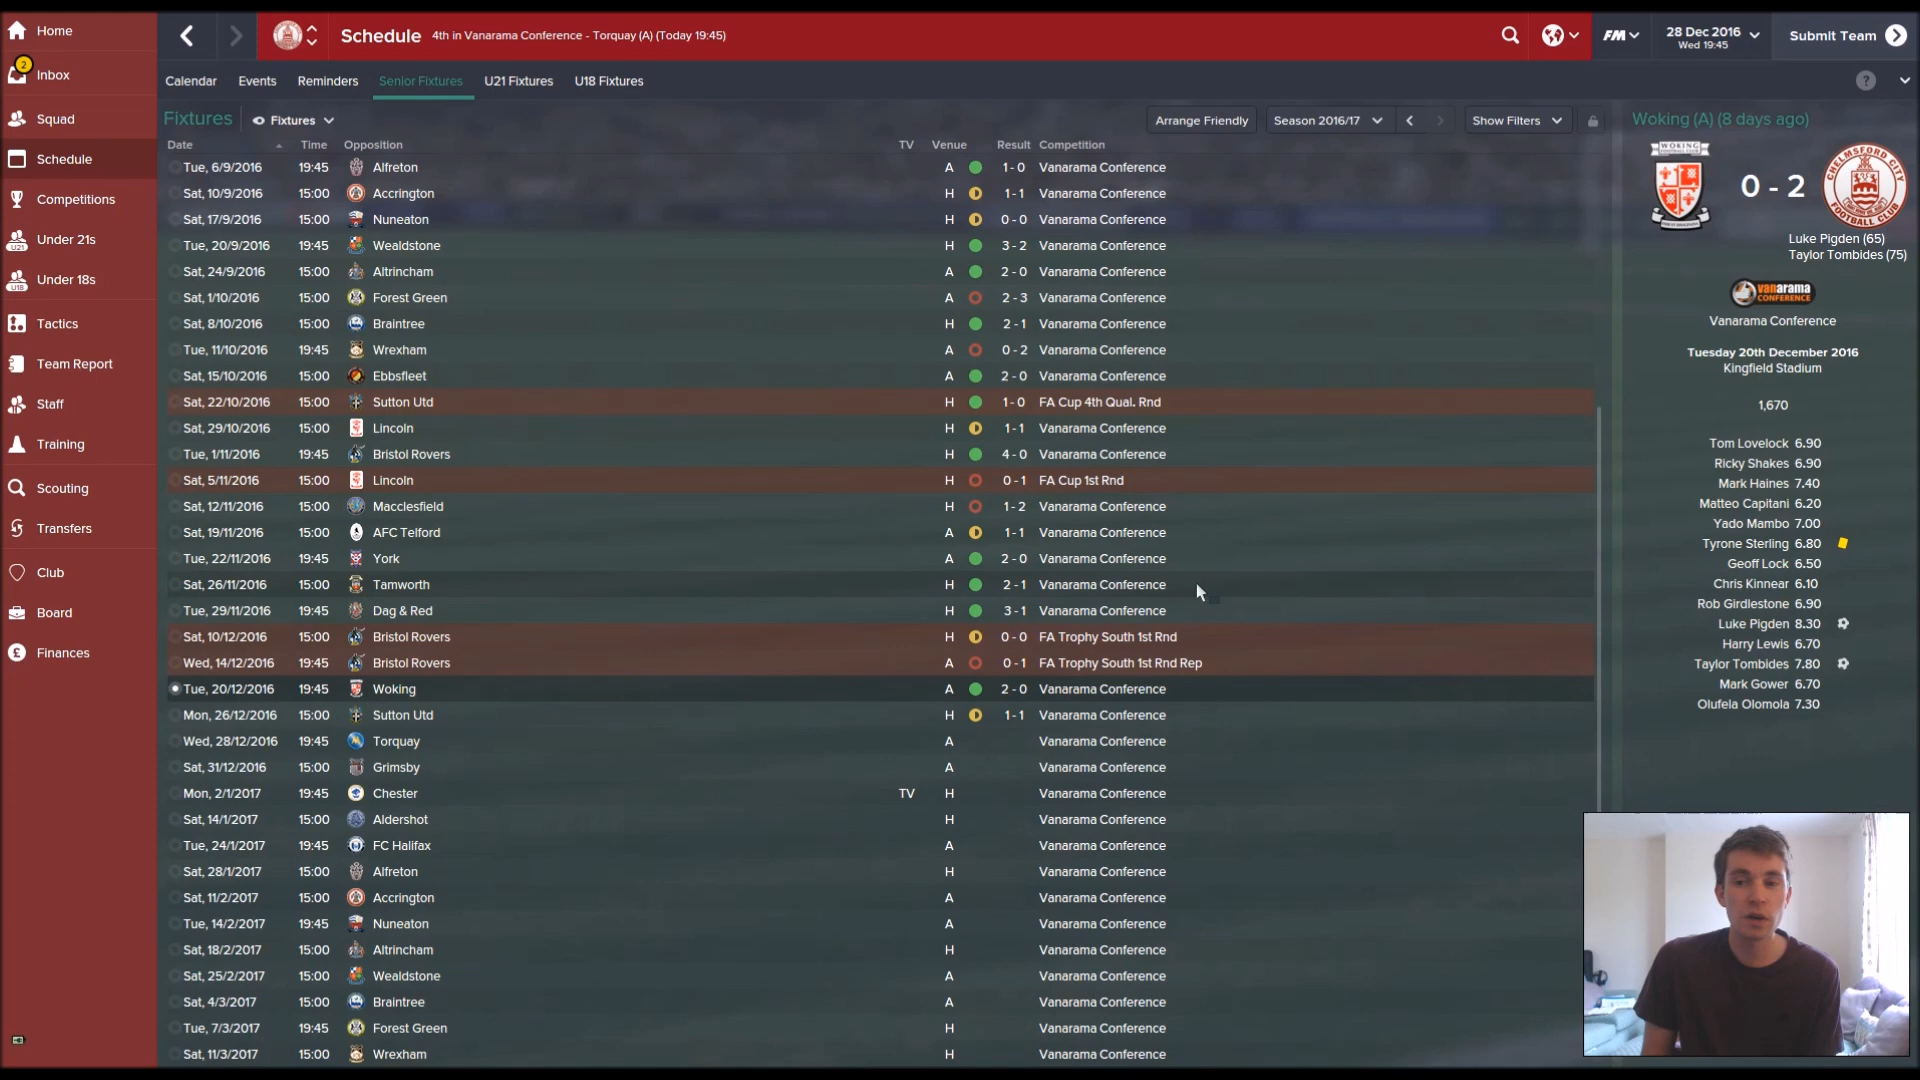 Home
Schedule 4th in Vanarama Conference - Torquay (A) (Today 19:45)
FM
28 Dec 2016
Wed 19:45
Submit Team
2
Inbox
Squad
Schedule
Competitions
U21
Under 21s
U18
Under 18s
Tactics
Team Report
Staff
Training
Scouting
Transfers
Club
Board
Finances
Calendar Events Reminders Senior Fixtures U21 Fixtures U18 Fixtures
?
Fixtures Fixtures Arrange Friendly Season 2016/17 Show Filters
Date Time Opposition TV Venue Result Competition
Tue, 6/9/2016 19:45 Alfreton A 1 - 0 Vanarama Conference
Sat, 10/9/2016 15:00 Accrington H 1 - 1 Vanarama Conference
Sat, 17/9/2016 15:00 Nuneaton H 0 - 0 Vanarama Conference
Tue, 20/9/2016 19:45 Wealdstone H 3 - 2 Vanarama Conference
Sat, 24/9/2016 15:00 Altrincham A 2 - 0 Vanarama Conference
Sat, 1/10/2016 15:00 Forest Green A 2 - 3 Vanarama Conference
Sat, 8/10/2016 15:00 Braintree H 2 - 1 Vanarama Conference
Tue, 11/10/2016 19:45 Wrexham A 0 - 2 Vanarama Conference
Sat, 15/10/2016 15:00 Ebbsfleet A 2 - 0 Vanarama Conference
Sat, 22/10/2016 15:00 Sutton Utd H 1 - 0 FA Cup 4th Qual. Rnd
Sat, 29/10/2016 15:00 Lincoln H 1 - 1 Vanarama Conference
Tue, 1/11/2016 19:45 Bristol Rovers H 4 - 0 Vanarama Conference
Sat, 5/11/2016 15:00 Lincoln H 0 - 1 FA Cup 1st Rnd
Sat, 12/11/2016 15:00 Macclesfield H 1 - 2 Vanarama Conference
Sat, 19/11/2016 15:00 AFC Telford A 1 - 1 Vanarama Conference
Tue, 22/11/2016 19:45 York A 2 - 0 Vanarama Conference
Sat, 26/11/2016 15:00 Tamworth H 2 - 1 Vanarama Conference
Tue, 29/11/2016 19:45 Dag & Red H 3 - 1 Vanarama Conference
Sat, 10/12/2016 15:00 Bristol Rovers H 0 - 0 FA Trophy South 1st Rnd
Wed, 14/12/2016 19:45 Bristol Rovers A 0 - 1 FA Trophy South 1st Rnd Rep
Tue, 20/12/2016 19:45 Woking A 2 - 0 Vanarama Conference
Mon, 26/12/2016 15:00 Sutton Utd H 1 - 1 Vanarama Conference
Wed, 28/12/2016 19:45 Torquay A Vanarama Conference
Sat, 31/12/2016 15:00 Grimsby A Vanarama Conference
Mon, 2/1/2017 19:45 Chester TV H Vanarama Conference
Sat, 14/1/2017 15:00 Aldershot H Vanarama Conference
Tue, 24/1/2017 19:45 FC Halifax A Vanarama Conference
Sat, 28/1/2017 15:00 Alfreton H Vanarama Conference
Sat, 11/2/2017 15:00 Accrington A Vanarama Conference
Tue, 14/2/2017 19:45 Nuneaton A Vanarama Conference
Sat, 18/2/2017 15:00 Altrincham H Vanarama Conference
Sat, 25/2/2017 15:00 Wealdstone A Vanarama Conference
Sat, 4/3/2017 15:00 Braintree A Vanarama Conference
Tue, 7/3/2017 19:45 Forest Green H Vanarama Conference
Sat, 11/3/2017 15:00 Wrexham H Vanarama Conference
Woking (A) (8 days ago)
WOKING
0 - 2
CHELMSFORD CITY
FOOTBALL CLUB
Luke Pigden (65)
Taylor Tombides (75)
vanarama
CONFERENCE
Vanarama Conference
Tuesday 20th December 2016
Kingfield Stadium
1,670
Tom Lovelock 6.90
Ricky Shakes 6.90
Mark Haines 7.40
Matteo Capitani 6.20
Yado Mambo 7.00
Tyrone Sterling 6.80
Geoff Lock 6.50
Chris Kinnear 6.10
Rob Girdlestone 6.90
Luke Pigden 8.30
Harry Lewis 6.70
Taylor Tombides 7.80
Mark Gower 6.70
Olufela Olomola 7.30